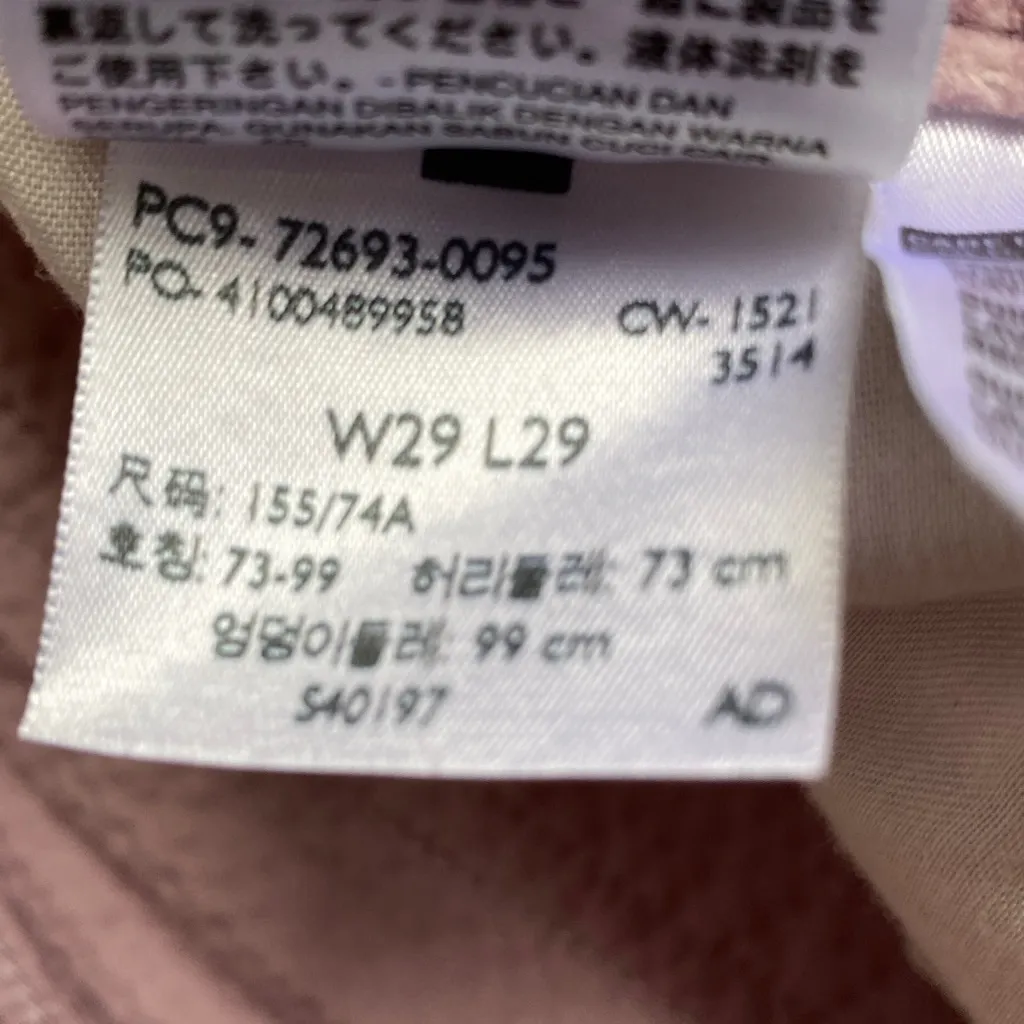 裏返して洗ってください。液体洗剤を
ご使用下さい。 - PENCUCIAN DAN
PENGERINGAN DIBALIK DENGAN WARNA
PC9- 72693-0095
PO- 4100489958
CW- 1521
3514
W29 L29
尺码: 155/74A
호칭: 73-99 허리둘레: 73 cm
엉덩이둘레: 99 cm
S40197
AD